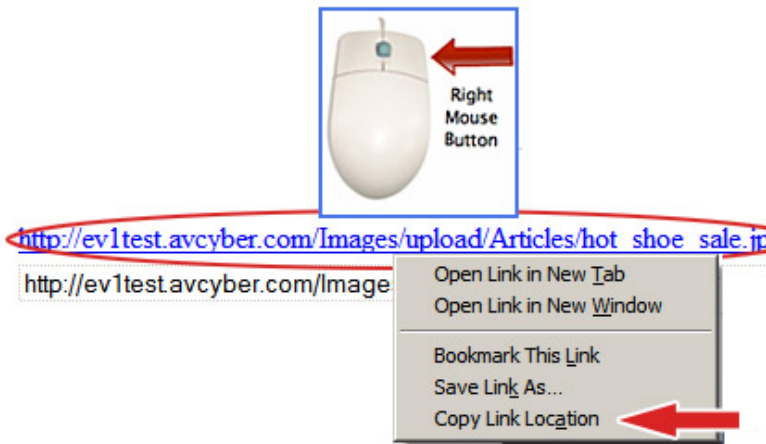 Right
Mouse
Button
http://ev1test.avcyber.com/Images/upload/Articles/hot_shoe_sale.jp
http://ev1test.avcyber.com/Image
Open Link in New Tab
Open Link in New Window
Bookmark This Link
Save Link As...
Copy Link Location